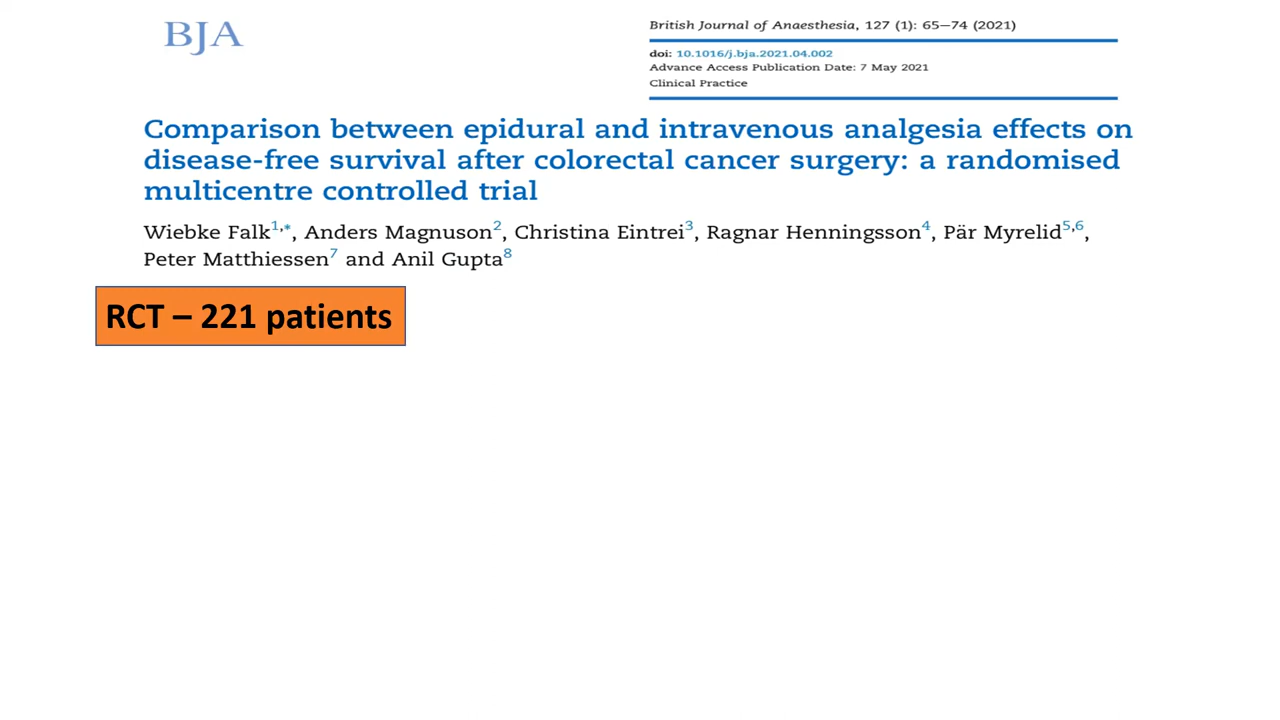 BJA
British Journal of Anaesthesia, 127 (1): 65—74 (2021)
doi: 10.1016/j.bja.2021.04.002
Advance Access Publication Date: 7 May 2021
Clinical Practice
Comparison between epidural and intravenous analgesia effects on
disease-free survival after colorectal cancer surgery: a randomised
multicentre controlled trial
Wiebke Falk1,*, Anders Magnuson2, Christina Eintrei3, Ragnar Henningsson4, Pär Myrelid5,6,
Peter Matthiessen7 and Anil Gupta8
RCT – 221 patients